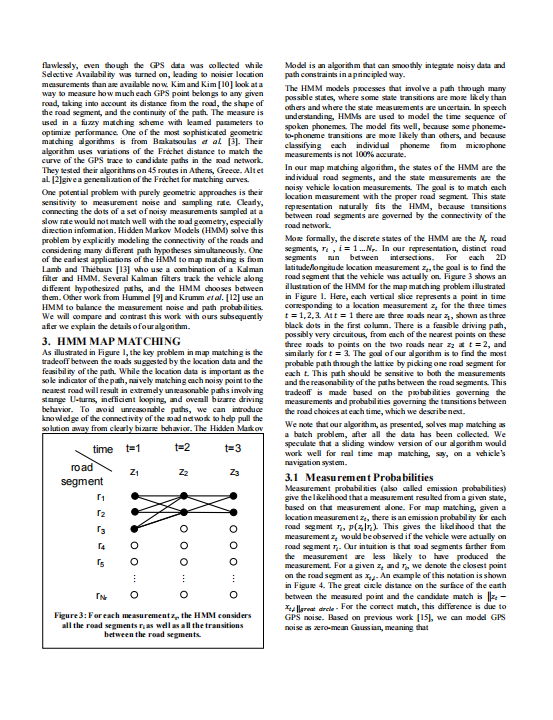 flawlessly, even though the GPS data was collected while
Selective Availability was turned on, leading to noisier location
measurements than are available now. Kim and Kim [10] look at a
way to measure how much each GPS point belongs to any given
road, taking into account its distance from the road, the shape of
the road segment, and the continuity of the path. The measure is
used in a fuzzy matching scheme with learned parameters to
optimize performance. One of the most sophisticated geometric
matching algorithms is from Brakatsoulas et al. [3]. Their
algorithm uses variations of the Fréchet distance to match the
curve of the GPS trace to candidate paths in the road network.
They tested their algorithms on 45 routes in Athens, Greece. Alt et
al. [2]give a generalization of the Fréchet for matching curves.
One potential problem with purely geometric approaches is their
sensitivity to measurement noise and sampling rate. Clearly,
connecting the dots of a set of noisy measurements sampled at a
slow rate would not match well with the road geometry, especially
direction information. Hidden Markov Models (HMM) solve this
problem by explicitly modeling the connectivity of the roads and
considering many different path hypotheses simultaneously. One
of the earliest applications of the HMM to map matching is from
Lamb and Thiébaux [13] who use a combination of a Kalman
filter and HMM. Several Kalman filters track the vehicle along
different hypothesized paths, and the HMM chooses between
them. Other work from Hummel [9] and Krumm et al. [12] use an
HMM to balance the measurement noise and path probabilities.
We will compare and contrast this work with ours subsequently
after we explain the details of our algorithm.
3. HMM MAP MATCHING
As illustrated in Figure 1, the key problem in map matching is the
tradeoff between the roads suggested by the location data and the
feasibility of the path. While the location data is important as the
sole indicator of the path, naively matching each noisy point to the
nearest road will result in extremely unreasonable paths involving
strange U-turns, inefficient looping, and overall bizarre driving
behavior. To avoid unreasonable paths, we can introduce
knowledge of the connectivity of the road network to help pull the
solution away from clearly bizarre behavior. The Hidden Markov
time t=1 t=2 t=3
road segment z1 z2 z3
r1
r2
r3
r4
r5
⋮ ⋮ ⋮
rNr
Figure 3 : For each measurement zt, the HMM considers
all the road segments ri as well as all the transitions
between the road segments.
Model is an algorithm that can smoothly integrate noisy data and
path constraints in a principled way.
The HMM models processes that involve a path through many
possible states, where some state transitions are more likely than
others and where the state measurements are uncertain. In speech
understanding, HMMs are used to model the time sequence of
spoken phonemes. The model fits well, because some phoneme-
to-phoneme transitions are more likely than others, and because
classifying each individual phoneme from microphone
measurements is not 100% accurate.
In our map matching algorithm, the states of the HMM are the
individual road segments, and the state measurements are the
noisy vehicle location measurements. The goal is to match each
location measurement with the proper road segment. This state
representation naturally fits the HMM, because transitions
between road segments are governed by the connectivity of the
road network.
More formally, the discrete states of the HMM are the Nr road
segments, ri , i = 1 ... Nr. In our representation, distinct road
segments run between intersections. For each 2D
latitude/longitude location measurement zt, the goal is to find the
road segment that the vehicle was actually on. Figure 3 shows an
illustration of the HMM for the map matching problem illustrated
in Figure 1. Here, each vertical slice represents a point in time
corresponding to a location measurement zt for the three times
t = 1, 2, 3. At t = 1 there are three roads near z1, shown as three
black dots in the first column. There is a feasible driving path,
possibly very circuitous, from each of the nearest points on these
three roads to points on the two roads near z2 at t = 2, and
similarly for t = 3. The goal of our algorithm is to find the most
probable path through the lattice by picking one road segment for
each t. This path should be sensitive to both the measurements
and the reasonability of the paths between the road segments. This
tradeoff is made based on the probabilities governing the
measurements and probabilities governing the transitions between
the road choices at each time, which we describe next.
We note that our algorithm, as presented, solves map matching as
a batch problem, after all the data has been collected. We
speculate that a sliding window version of our algorithm would
work well for real time map matching, say, on a vehicle's
navigation system.
3.1 Measurement Probabilities
Measurement probabilities (also called emission probabilities)
give the likelihood that a measurement resulted from a given state,
based on that measurement alone. For map matching, given a
location measurement zt, there is an emission probability for each
road segment ri, p(zt|ri). This gives the likelihood that the
measurement zt would be observed if the vehicle were actually on
road segment ri. Our intuition is that road segments farther from
the measurement are less likely to have produced the
measurement. For a given zt and ri, we denote the closest point
on the road segment as xt,i. An example of this notation is shown
in Figure 4. The great circle distance on the surface of the earth
between the measured point and the candidate match is ‖zt −
xt,i‖great circle . For the correct match, this difference is due to
GPS noise. Based on previous work [15], we can model GPS
noise as zero-mean Gaussian, meaning that